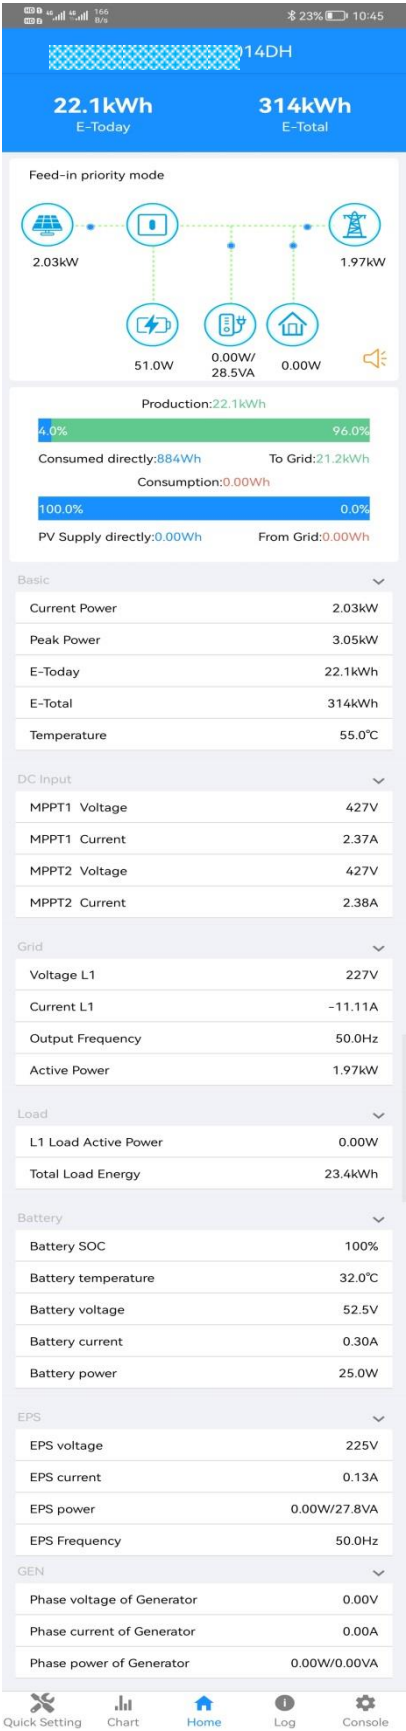 HD B 4G 4G 166 23% 10:45
HD B B/s
014DH
22.1kWh 314kWh
E-Today E-Total
Feed-in priority mode
2.03kW 1.97kW
51.0W 0.00W/ 0.00W
28.5VA
Production:22.1kWh
4.0% 96.0%
Consumed directly:884Wh To Grid:21.2kWh
Consumption:0.00Wh
100.0% 0.0%
PV Supply directly:0.00Wh From Grid:0.00Wh
Basic
Current Power 2.03kW
Peak Power 3.05kW
E-Today 22.1kWh
E-Total 314kWh
Temperature 55.0℃
DC Input
MPPT1 Voltage 427V
MPPT1 Current 2.37A
MPPT2 Voltage 427V
MPPT2 Current 2.38A
Grid
Voltage L1 227V
Current L1 -11.11A
Output Frequency 50.0Hz
Active Power 1.97kW
Load
L1 Load Active Power 0.00W
Total Load Energy 23.4kWh
Battery
Battery SOC 100%
Battery temperature 32.0℃
Battery voltage 52.5V
Battery current 0.30A
Battery power 25.0W
EPS
EPS voltage 225V
EPS current 0.13A
EPS power 0.00W/27.8VA
EPS Frequency 50.0Hz
GEN
Phase voltage of Generator 0.00V
Phase current of Generator 0.00A
Phase power of Generator 0.00W/0.00VA
Quick Setting Chart Home Log Console